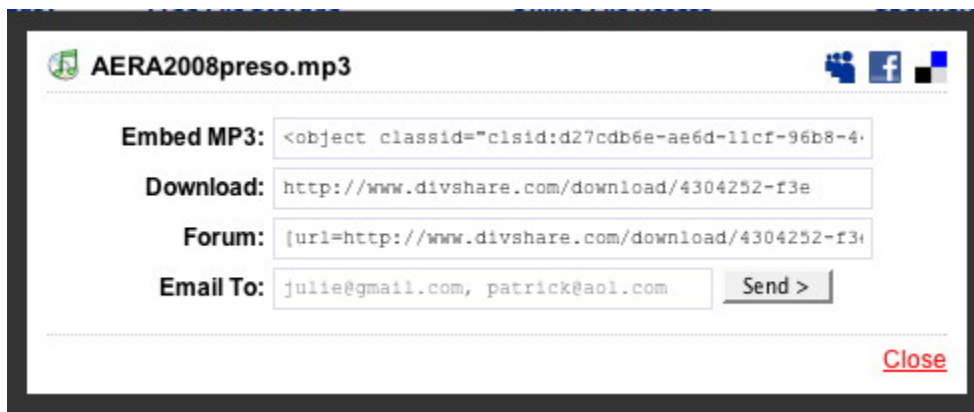 AERA2008preso.mp3
Embed MP3: <object classid="clsid:d27cdb6e-ae6d-11cf-96b8-4
Download: http://www.divshare.com/download/4304252-f3e
Forum: [url=http://www.divshare.com/download/4304252-f3
Email To: julie@gmail.com, patrick@aol.com Send >
Close